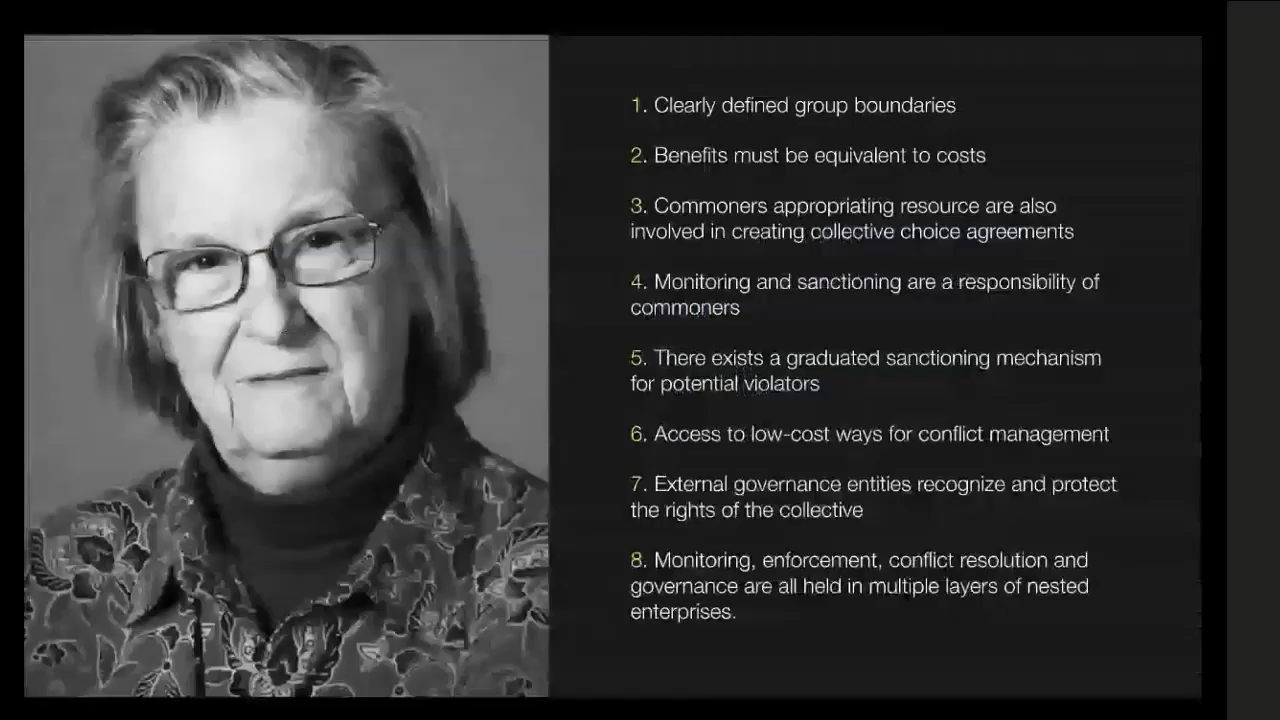 1. Clearly defined group boundaries
2. Benefits must be equivalent to costs
3. Commoners appropriating resource are also
involved in creating collective choice agreements
4. Monitoring and sanctioning are a responsibility of
commoners
5. There exists a graduated sanctioning mechanism
for potential violators
6. Access to low-cost ways for conflict management
7. External governance entities recognize and protect
the rights of the collective
8. Monitoring, enforcement, conflict resolution and
governance are all held in multiple layers of nested
enterprises.